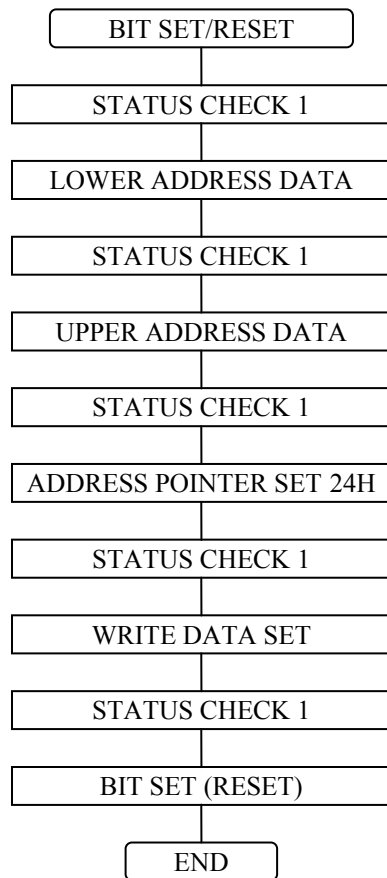 BIT SET/RESET
STATUS CHECK 1
LOWER ADDRESS DATA
STATUS CHECK 1
UPPER ADDRESS DATA
STATUS CHECK 1
ADDRESS POINTER SET 24H
STATUS CHECK 1
WRITE DATA SET
STATUS CHECK 1
BIT SET (RESET)
END